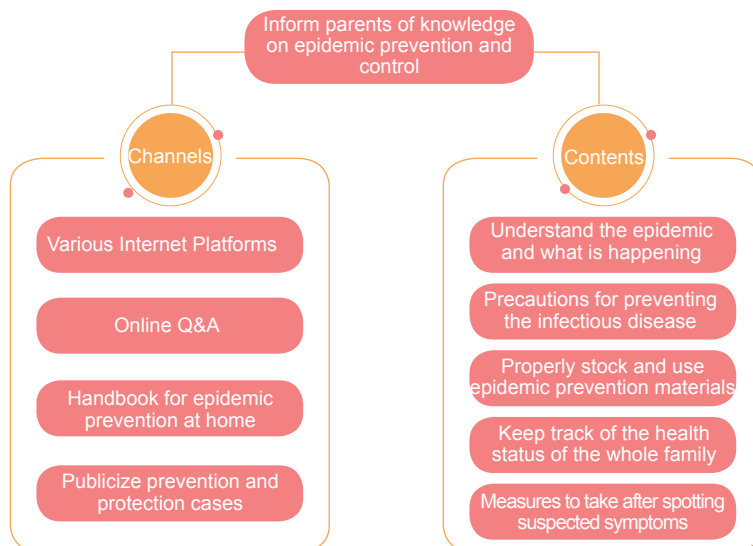 Inform parents of knowledge
on epidemic prevention and
control
Channels
Various Internet Platforms
Online Q&A
Handbook for epidemic
prevention at home
Publicize prevention and
protection cases
Contents
Understand the epidemic
and what is happening
Precautions for preventing
the infectious disease
Properly stock and use
epidemic prevention materials
Keep track of the health
status of the whole family
Measures to take after spotting
suspected symptoms